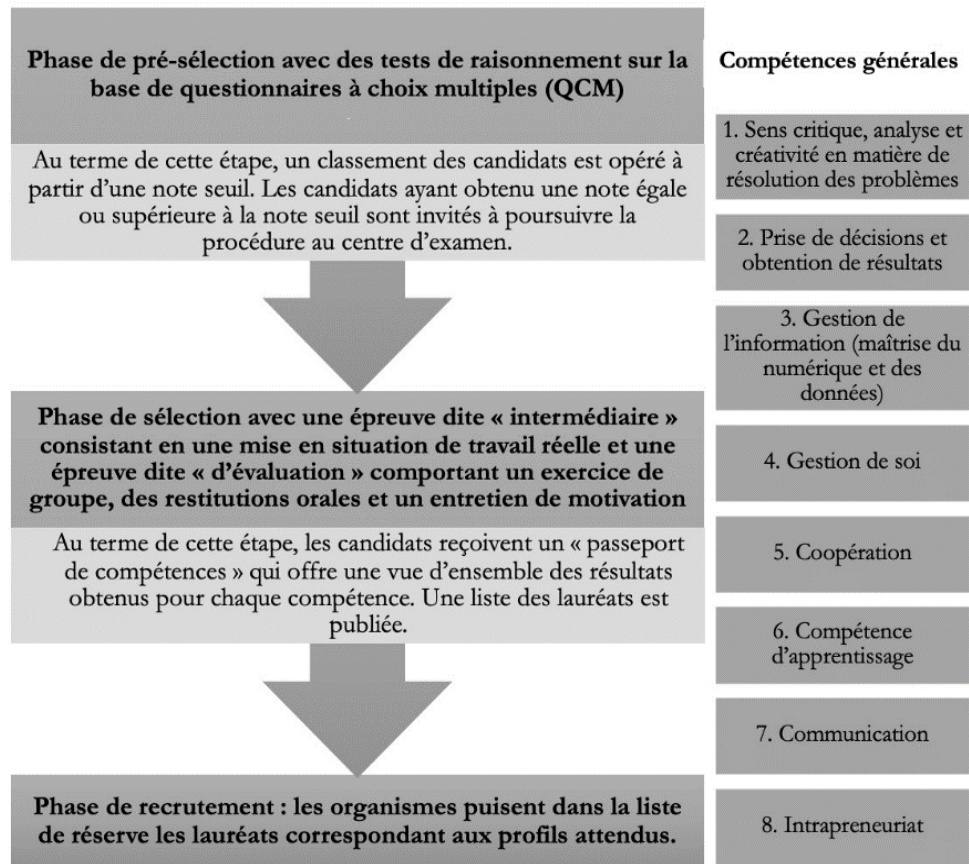 Phase de pré-sélection avec des tests de raisonnement sur la
base de questionnaires à choix multiples (QCM)
Au terme de cette étape, un classement des candidats est opéré à
partir d'une note seuil. Les candidats ayant obtenu une note égale
ou supérieure à la note seuil sont invités à poursuivre la
procédure au centre d'examen.
Phase de sélection avec une épreuve dite « intermédiaire »
consistant en une mise en situation de travail réelle et une
épreuve dite « d'évaluation » comportant un exercice de
groupe, des restitutions orales et un entretien de motivation
Au terme de cette étape, les candidats reçoivent un « passeport
de compétences » qui offre une vue d'ensemble des résultats
obtenus pour chaque compétence. Une liste des lauréats est
publiée.
Phase de recrutement : les organismes puisent dans la liste
de réserve les lauréats correspondant aux profils attendus.
Compétences générales
1. Sens critique, analyse et
créativité en matière de
résolution des problèmes
2. Prise de décisions et
obtention de résultats
3. Gestion de
l'information (maîtrise du
numérique et des
données)
4. Gestion de soi
5. Coopération
6. Compétence
d'apprentissage
7. Communication
8. Intrapreneuriat